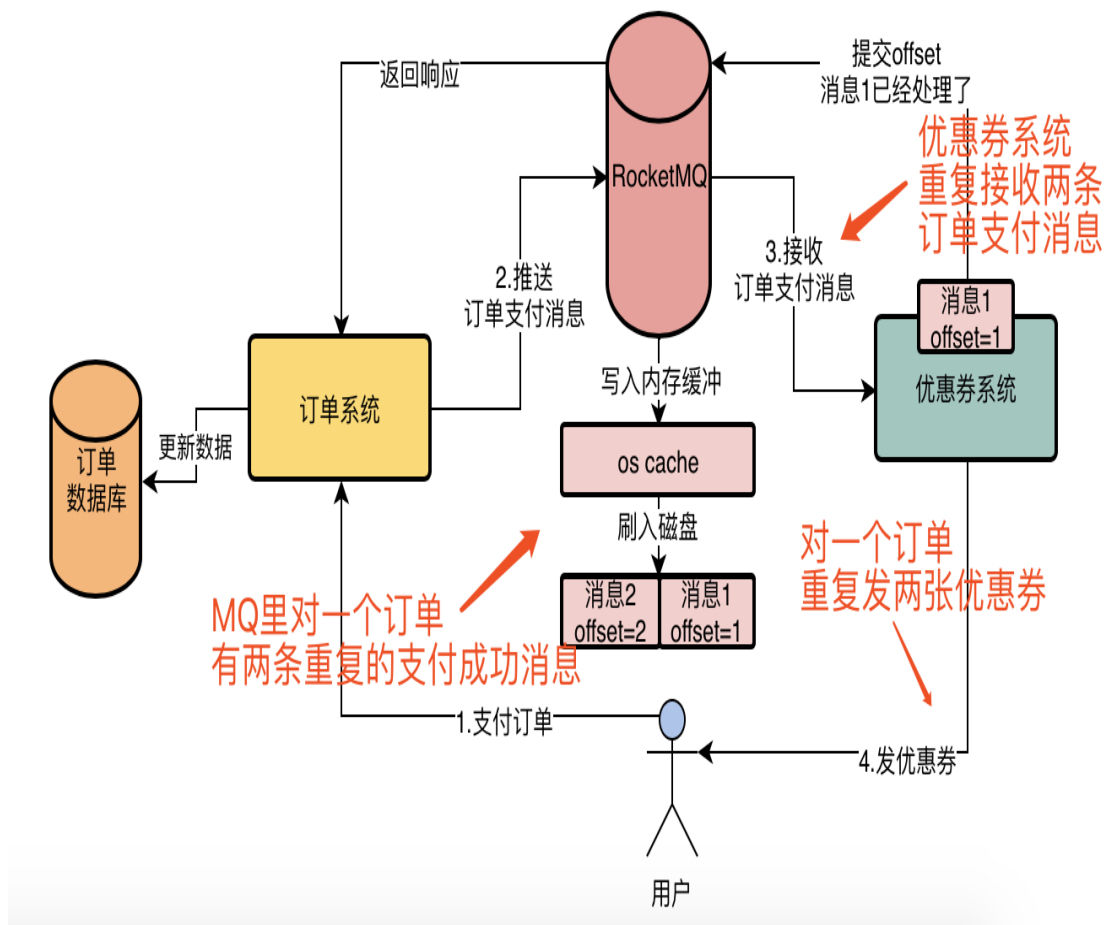 返回响应
提交offset
消息1已经处理了
优惠券系统
重复接收两条
订单支付消息
RocketMQ
3.接收
订单支付消息
2.推送
订单支付消息
消息1
offset=1
优惠券系统
写入内存缓冲
订单系统
更新数据
订单
数据库
os cache
刷入磁盘
对一个订单
重复发两张优惠券
消息2
offset=2
消息1
offset=1
MQ里对一个订单
有两条重复的支付成功消息
1.支付订单
4.发优惠券
用户